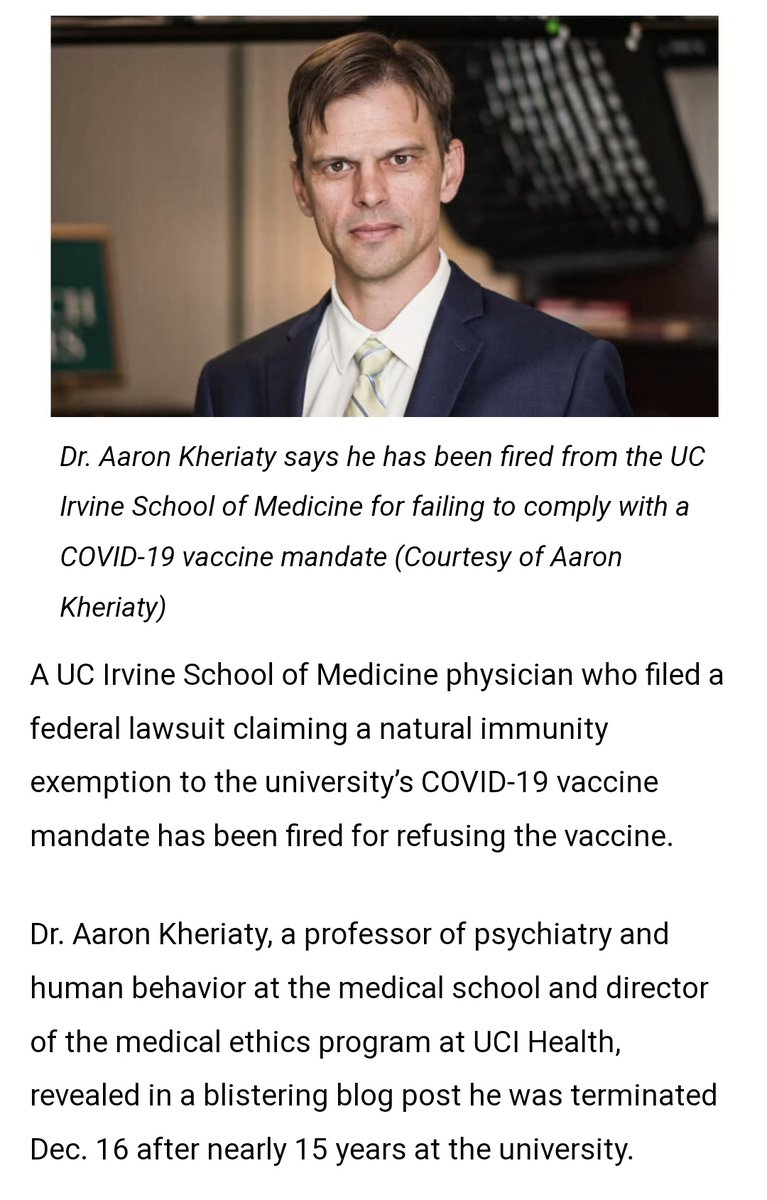 CH
KS
Dr. Aaron Kheriaty says he has been fired from the UC
Irvine School of Medicine for failing to comply with a
COVID-19 vaccine mandate (Courtesy of Aaron
Kheriaty)
A UC Irvine School of Medicine physician who filed a
federal lawsuit claiming a natural immunity
exemption to the university’s COVID-19 vaccine
mandate has been fired for refusing the vaccine.
Dr. Aaron Kheriaty, a professor of psychiatry and
human behavior at the medical school and director
of the medical ethics program at UCI Health,
revealed in a blistering blog post he was terminated
Dec. 16 after nearly 15 years at the university.